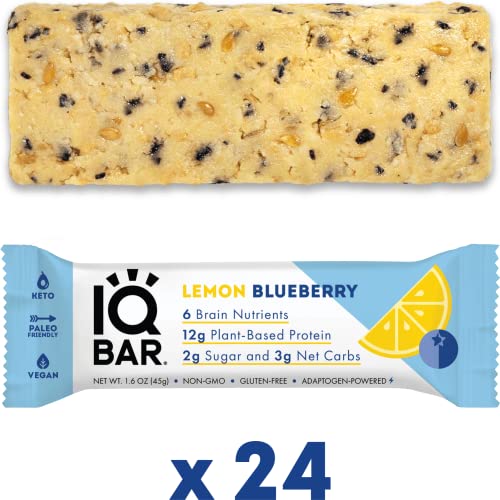 IQ
BAR®
LEMON BLUEBERRY
6 Brain Nutrients
12g Plant-Based Protein
2g Sugar and 3g Net Carbs
NET WT. 1.6 OZ (45g) • NON-GMO • GLUTEN-FREE • ADAPTOGEN-POWERED
KETO
PALEO
FRIENDLY
VEGAN
x 24